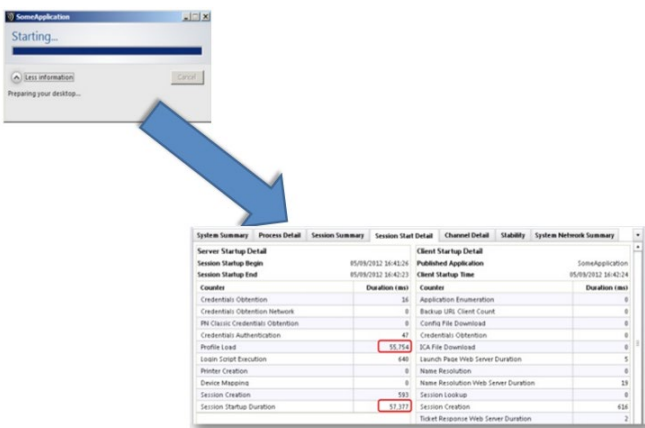 SomeApplication
Starting...
Less information
Cancel
Preparing your desktop...
System Summary Process Detail Session Summary Session Start Detail Channel Detail Stability System Network Summary
Server Startup Detail
Session Startup Begin 05/09/2012 16:41:26
Session Startup End 05/09/2012 16:42:23
Counter Duration (ms)
Credentials Obtention 16
Credentials Obtention Network 0
PN Classic Credentials Obtention 0
Credentials Authentication 47
Profile Load 55,754
Login Script Execution 640
Printer Creation 0
Device Mapping 0
Session Creation 593
Session Startup Duration 57,377
Client Startup Detail
Published Application SomeApplication
Client Startup Time 05/09/2012 16:42:24
Counter Duration (ms)
Application Enumeration 0
Backup URL Client Count 0
Config File Download 0
Credentials Obtention 0
ICA File Download 0
Launch Page Web Server Duration 5
Name Resolution 0
Name Resolution Web Server Duration 19
Session Lookup 0
Session Creation 616
Ticket Response Web Server Duration 2